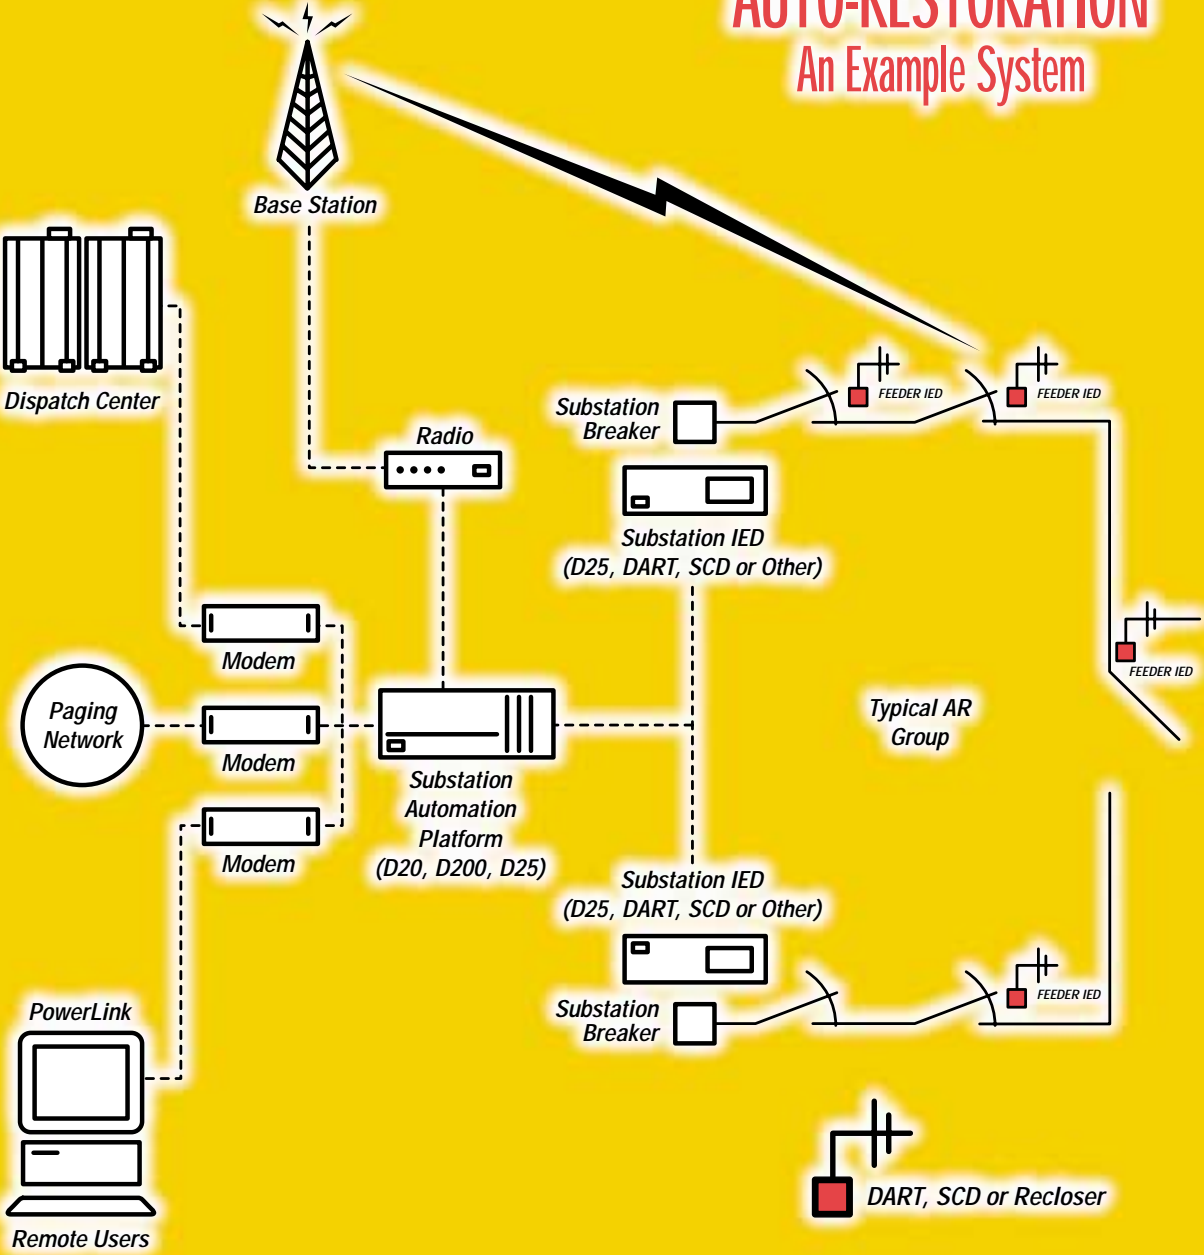 AUTO-RESTORATION
An Example System
Base Station
Dispatch Center
Radio
Substation
Breaker
FEEDER IED
FEEDER IED
Substation IED
(D25, DART, SCD or Other)
Modem
FEEDER IED
Paging
Network
Modem
Typical AR
Group
Substation
Automation
Platform
(D20, D200, D25)
Modem
Substation IED
(D25, DART, SCD or Other)
PowerLink
Substation
Breaker
FEEDER IED
DART, SCD or Recloser
Remote Users